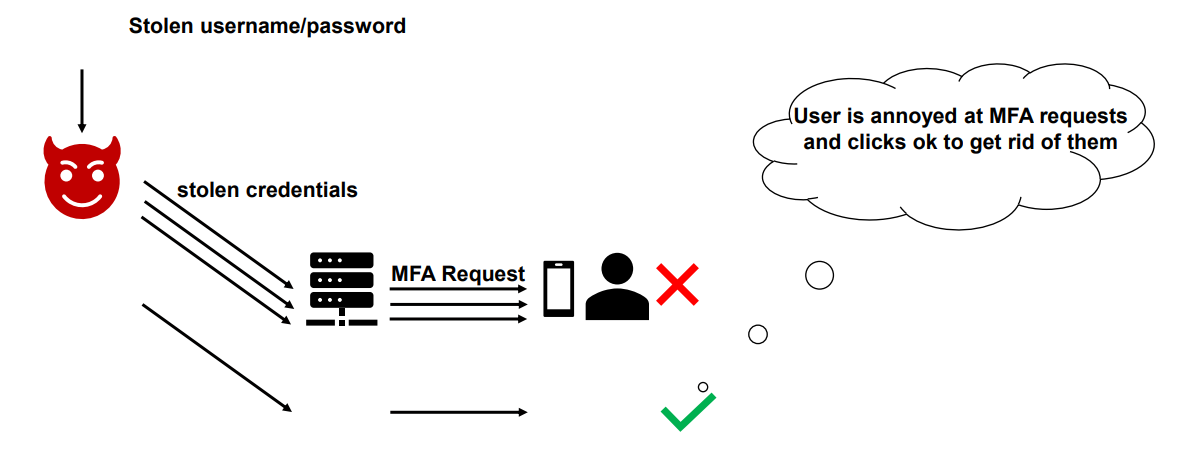 Stolen username/password
User is annoyed at MFA requests
and clicks ok to get rid of them
stolen credentials
MFA Request